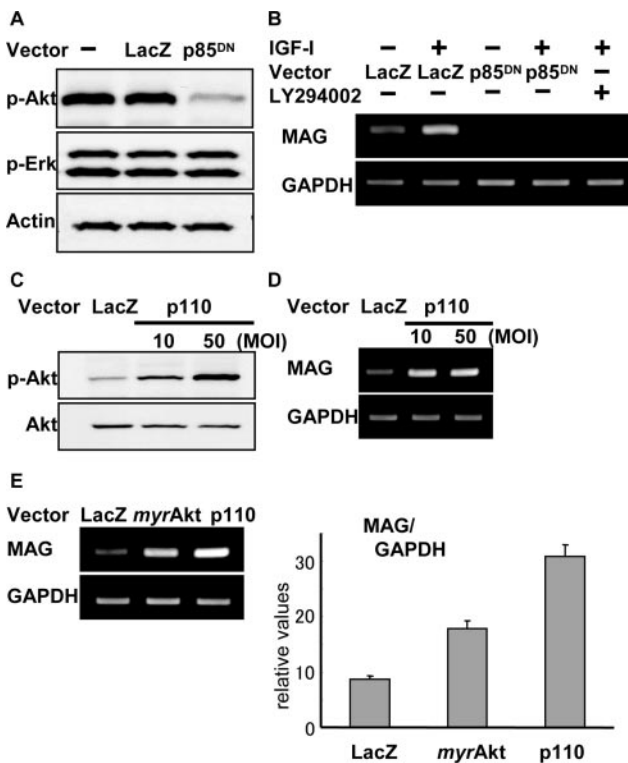 A
Vector – LacZ p85DN
p-Akt
p-Erk
Actin
B
IGF-I – + – + +
Vector LacZ LacZ p85DN p85DN –
LY294002 – – – – +
MAG
GAPDH
C
Vector LacZ p110
10 50 (MOI)
p-Akt
Akt
D
Vector LacZ p110
10 50 (MOI)
MAG
GAPDH
E
Vector LacZ myrAkt p110
MAG
GAPDH
MAG/
GAPDH
relative values
30
20
10
0
LacZ myrAkt p110